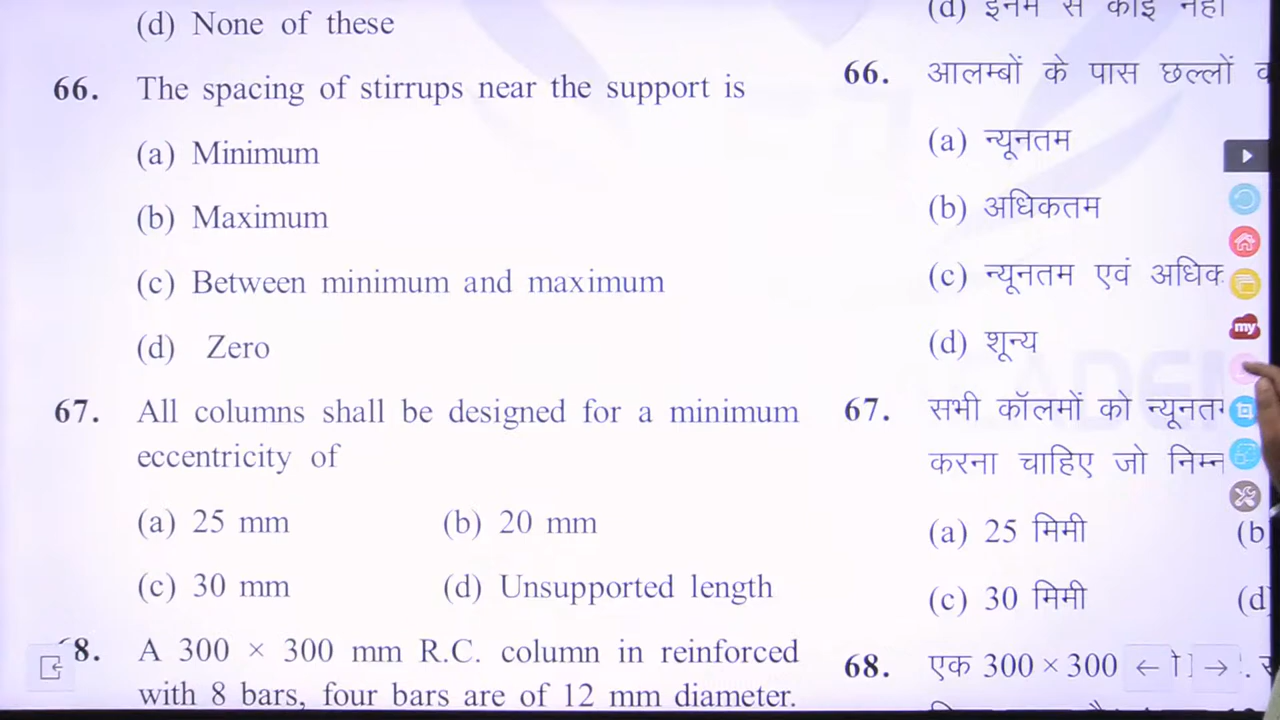 (d) None of these
66. The spacing of stirrups near the support is
(a) Minimum
(b) Maximum
(c) Between minimum and maximum
(d) Zero
67. All columns shall be designed for a minimum
eccentricity of
(a) 25 mm (b) 20 mm
(c) 30 mm (d) Unsupported length
8. A 300 × 300 mm R.C. column in reinforced
with 8 bars, four bars are of 12 mm diameter.
(d) इनमें से कोई नहीं
66. आलम्बों के पास छल्लों
(a) न्यूनतम
(b) अधिकतम
(c) न्यूनतम एवं
(d) शून्य
67. सभी कॉलमों को
करना चाहिए जो
(a) 25 मिमी (b
(c) 30 मिमी (d
68. एक 300 × 300
my